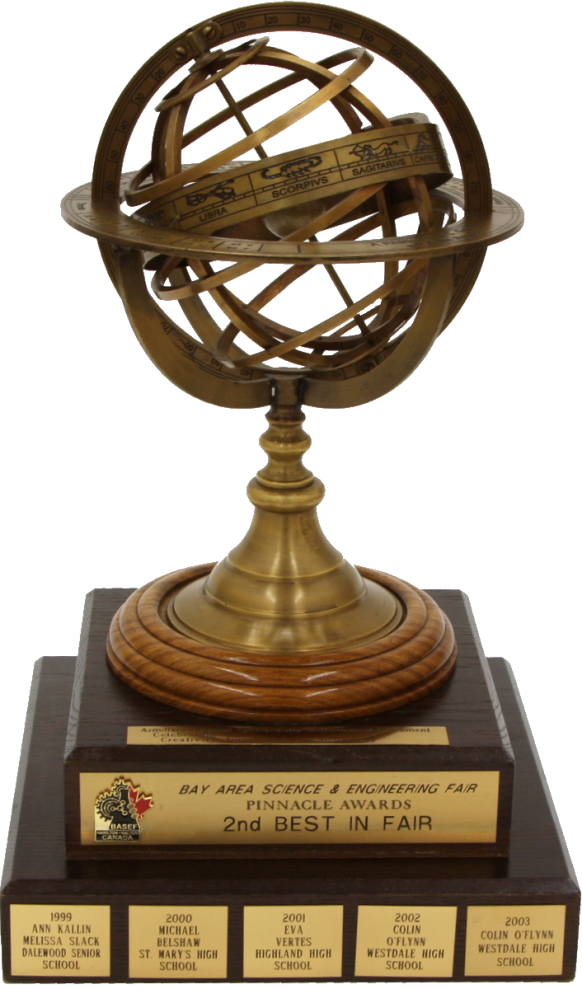 LIBRA
SCORPIVS
SAGITARIVS
BAY AREA SCIENCE & ENGINEERING FAIR
PINNACLE AWARDS
2nd BEST IN FAIR
BASEF
CANADA
1999
ANN KALLIN
MELISSA SLACK
DALEWOOD SENIOR
SCHOOL
2000
MICHAEL
BELSHAW
ST. MARY'S HIGH
SCHOOL
2001
EVA
VERTES
HIGHLAND HIGH
SCHOOL
2002
COLIN
O'FLYNN
WESTDALE HIGH
SCHOOL
2003
COLIN O'FLYNN
WESTDALE HIGH
SCHOOL